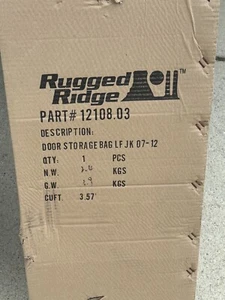 Rugged
Ridge
TM
PART# 12108.03
DESCRIPTION:
DOOR STORAGE BAG LF JK 07-12
QTY: 1 PCS
N.W. KGS
G.W. KGS
CUFT. 3.57'